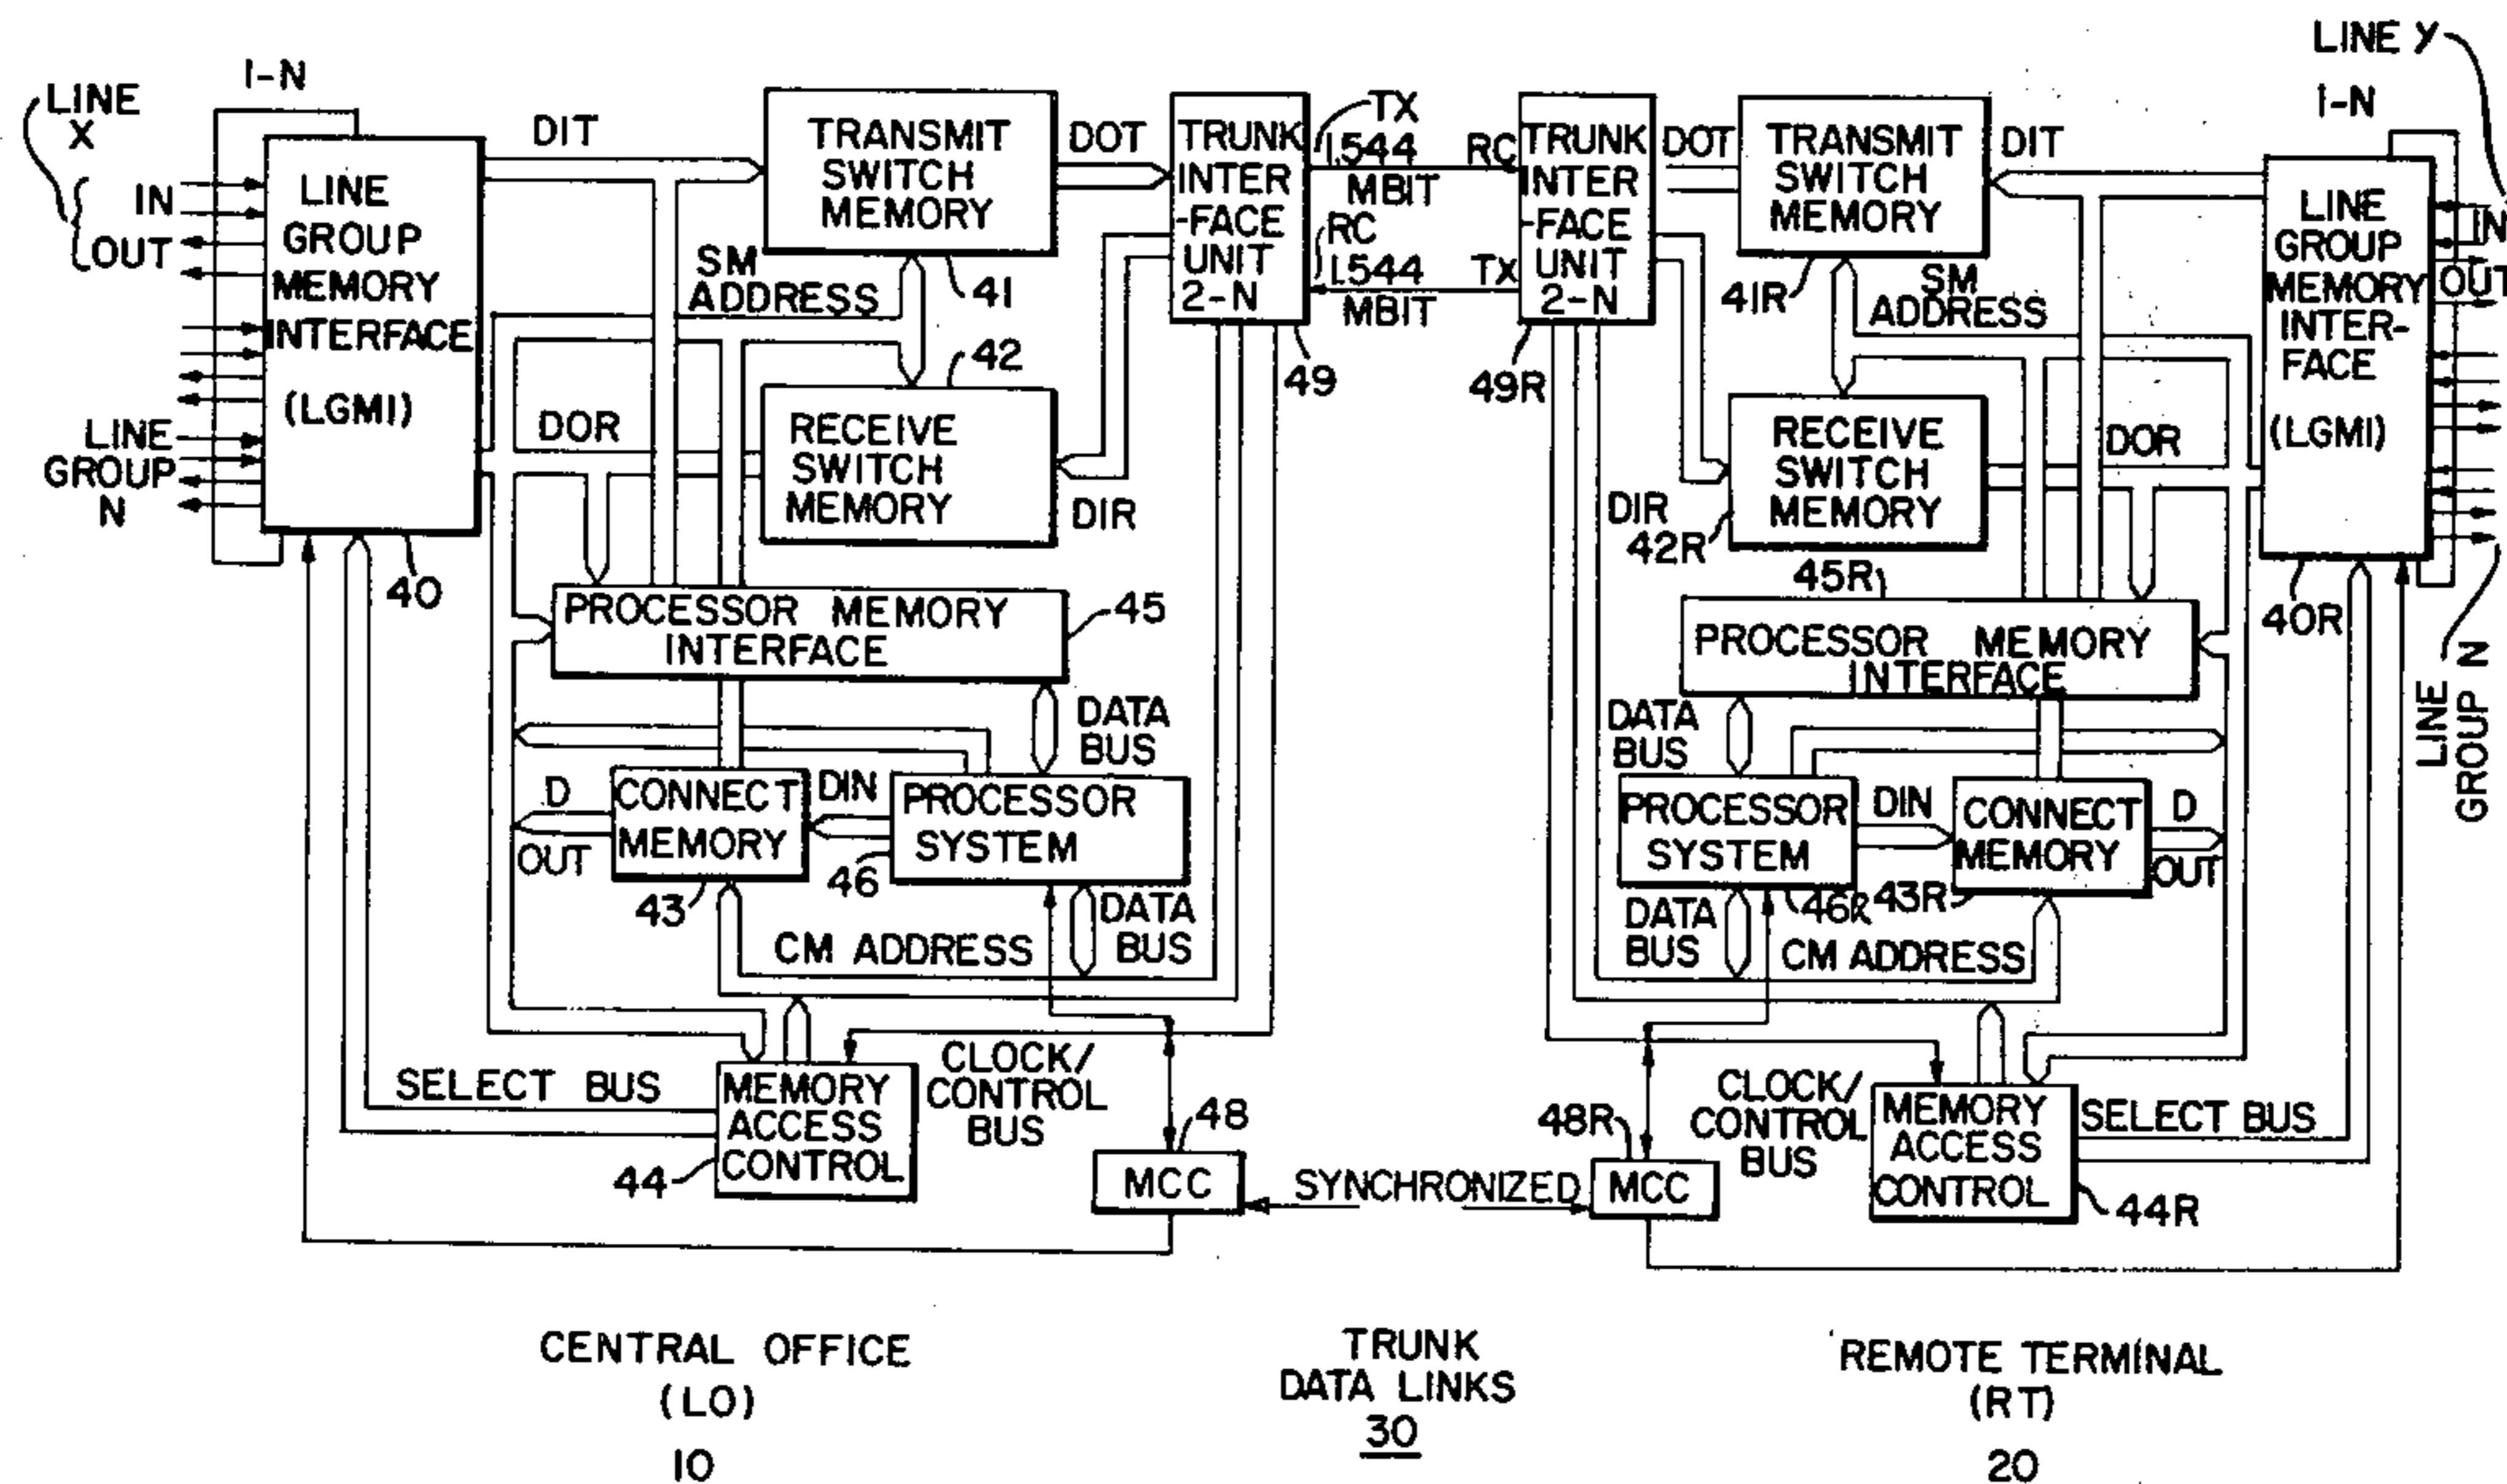 LINE
X
1-N
IN
OUT
LINE
GROUP
N
LINE
GROUP
MEMORY
INTERFACE
(LGMI)
40
DIT
TRANSMIT
SWITCH
MEMORY
41
DOT
SM
ADDRESS
42
RECEIVE
SWITCH
MEMORY
DOR
DIR
TRUNK
INTER
-FACE
UNIT
2-N
49
TX
1.544
MBIT
RC
RC
1.544
MBIT
TX
PROCESSOR MEMORY
INTERFACE
45
DATA
BUS
CONNECT
MEMORY
43
D
OUT
DIN
PROCESSOR
SYSTEM
46
DATA
BUS
CM ADDRESS
SELECT BUS
MEMORY
ACCESS
CONTROL
44
CLOCK/
CONTROL
BUS
48
MCC
SYNCHRONIZED
TRUNK
INTER
-FACE
UNIT
2-N
49R
DOT
TRANSMIT
SWITCH
MEMORY
41R
DIT
SM
ADDRESS
RECEIVE
SWITCH
MEMORY
42R
DIR
DOR
LINE Y
1-N
LINE
GROUP
MEMORY
INTER-
FACE
(LGMI)
40R
IN
OUT
LINE
GROUP N
45R
PROCESSOR MEMORY
INTERFACE
DATA
BUS
PROCESSOR
SYSTEM
46R
DIN
CONNECT
MEMORY
43R
D
OUT
DATA
BUS
CM ADDRESS
48R
MCC
CLOCK/
CONTROL
BUS
MEMORY
ACCESS
CONTROL
44R
SELECT BUS
CENTRAL OFFICE
(LO)
10
TRUNK
DATA LINKS
30
REMOTE TERMINAL
(RT)
20